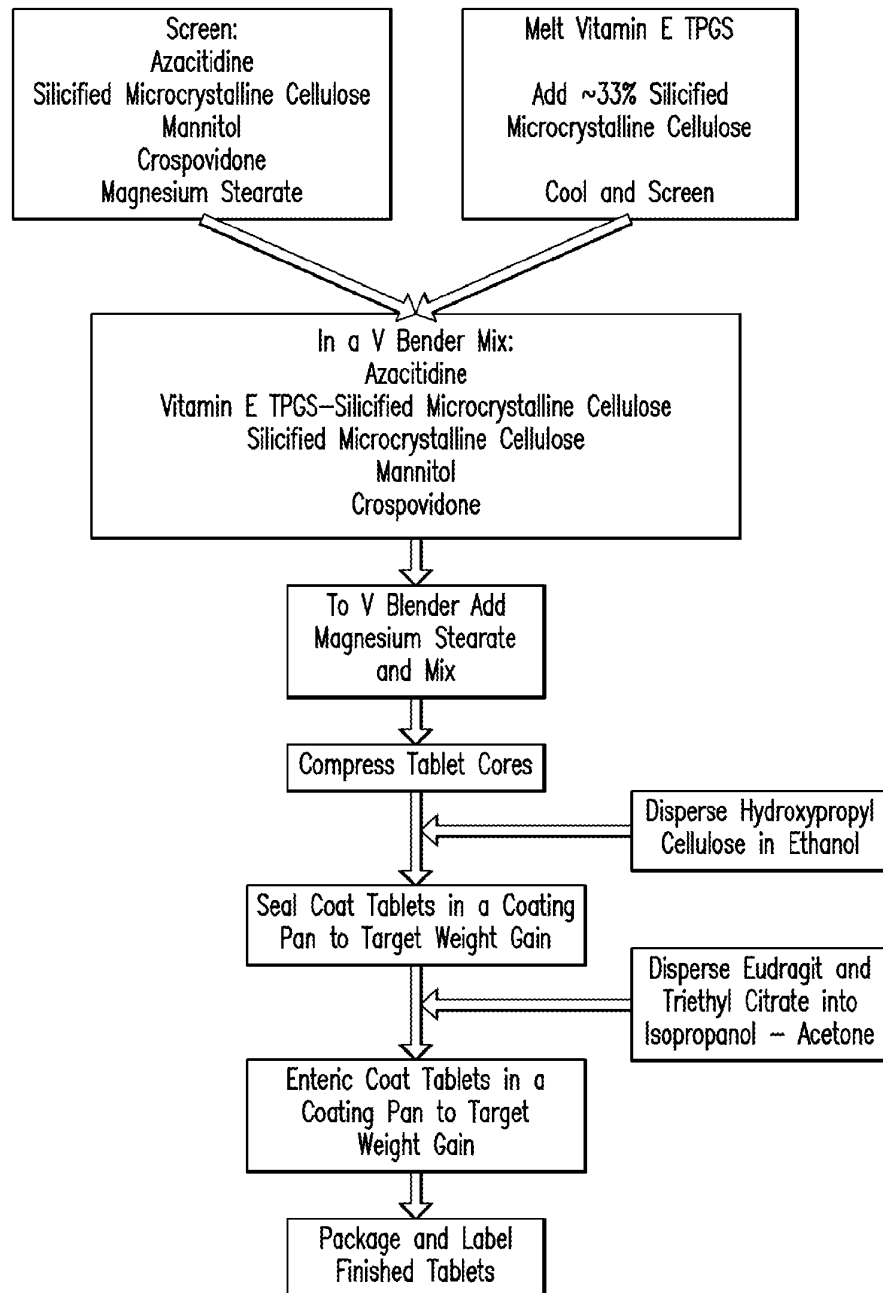 Screen:
Azacitidine
Silicified Microcrystalline Cellulose
Mannitol
Crospovidone
Magnesium Stearate
Melt Vitamin E TPGS
Add ~33% Silicified
Microcrystalline Cellulose
Cool and Screen
In a V Bender Mix:
Azacitidine
Vitamin E TPGS–Silicified Microcrystalline Cellulose
Silicified Microcrystalline Cellulose
Mannitol
Crospovidone
To V Blender Add
Magnesium Stearate
and Mix
Compress Tablet Cores
Disperse Hydroxypropyl
Cellulose in Ethanol
Seal Coat Tablets in a Coating
Pan to Target Weight Gain
Disperse Eudragit and
Triethyl Citrate into
Isopropanol – Acetone
Enteric Coat Tablets in a
Coating Pan to Target
Weight Gain
Package and Label
Finished Tablets